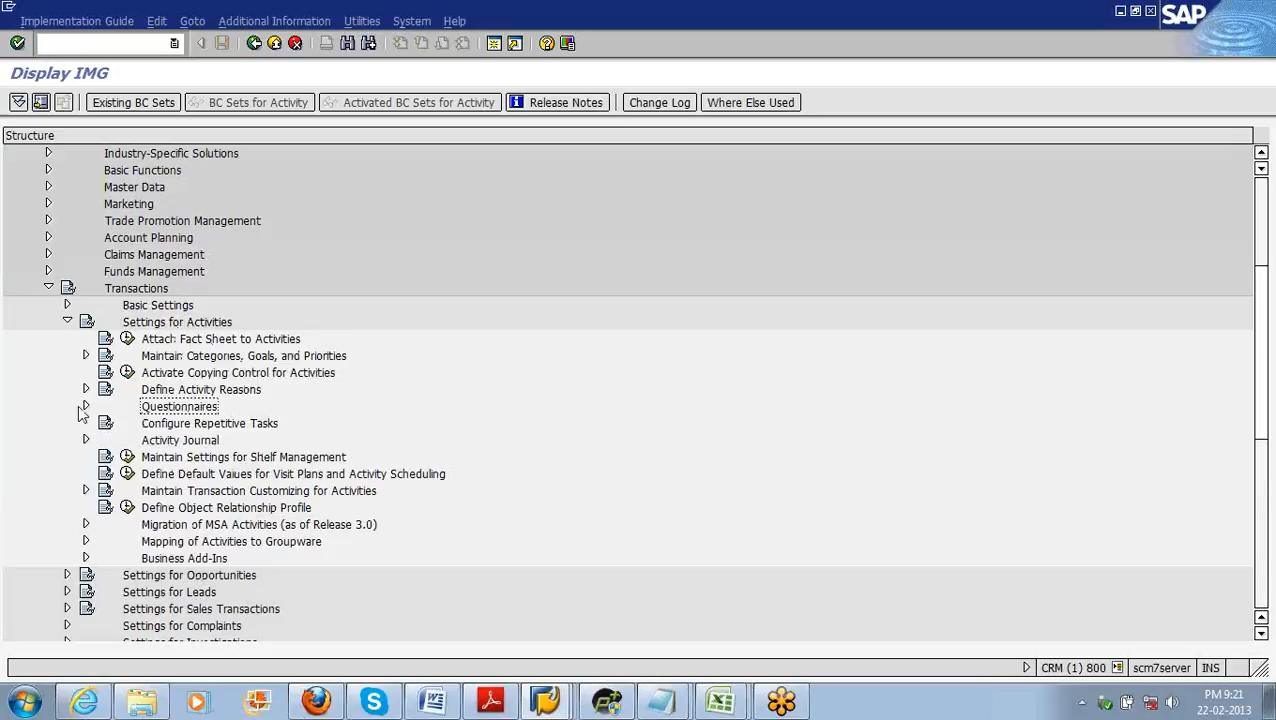 Implementation Guide Edit Goto Additional Information Utilities System Help
SAP
Display IMG
Existing BC Sets BC Sets for Activity Activated BC Sets for Activity Release Notes Change Log Where Else Used
Structure
Industry-Specific Solutions
Basic Functions
Master Data
Marketing
Trade Promotion Management
Account Planning
Claims Management
Funds Management
Transactions
Basic Settings
Settings for Activities
Attach Fact Sheet to Activities
Maintain Categories, Goals, and Priorities
Activate Copying Control for Activities
Define Activity Reasons
Questionnaires
Configure Repetitive Tasks
Activity Journal
Maintain Settings for Shelf Management
Define Default Values for Visit Plans and Activity Scheduling
Maintain Transaction Customizing for Activities
Define Object Relationship Profile
Migration of MSA Activities (as of Release 3.0)
Mapping of Activities to Groupware
Business Add-Ins
Settings for Opportunities
Settings for Leads
Settings for Sales Transactions
Settings for Complaints
Settings for Investigations
CRM (1) 800 scm7server INS
PM 9:21
22-02-2013